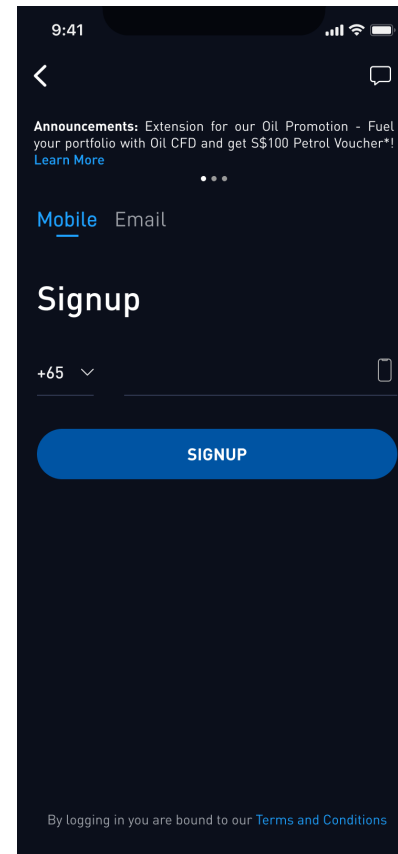 9:41
Announcements: Extension for our Oil Promotion - Fuel
your portfolio with Oil CFD and get S$100 Petrol Voucher*!
Learn More
Mobile Email
Signup
+65
SIGNUP
By logging in you are bound to our Terms and Conditions